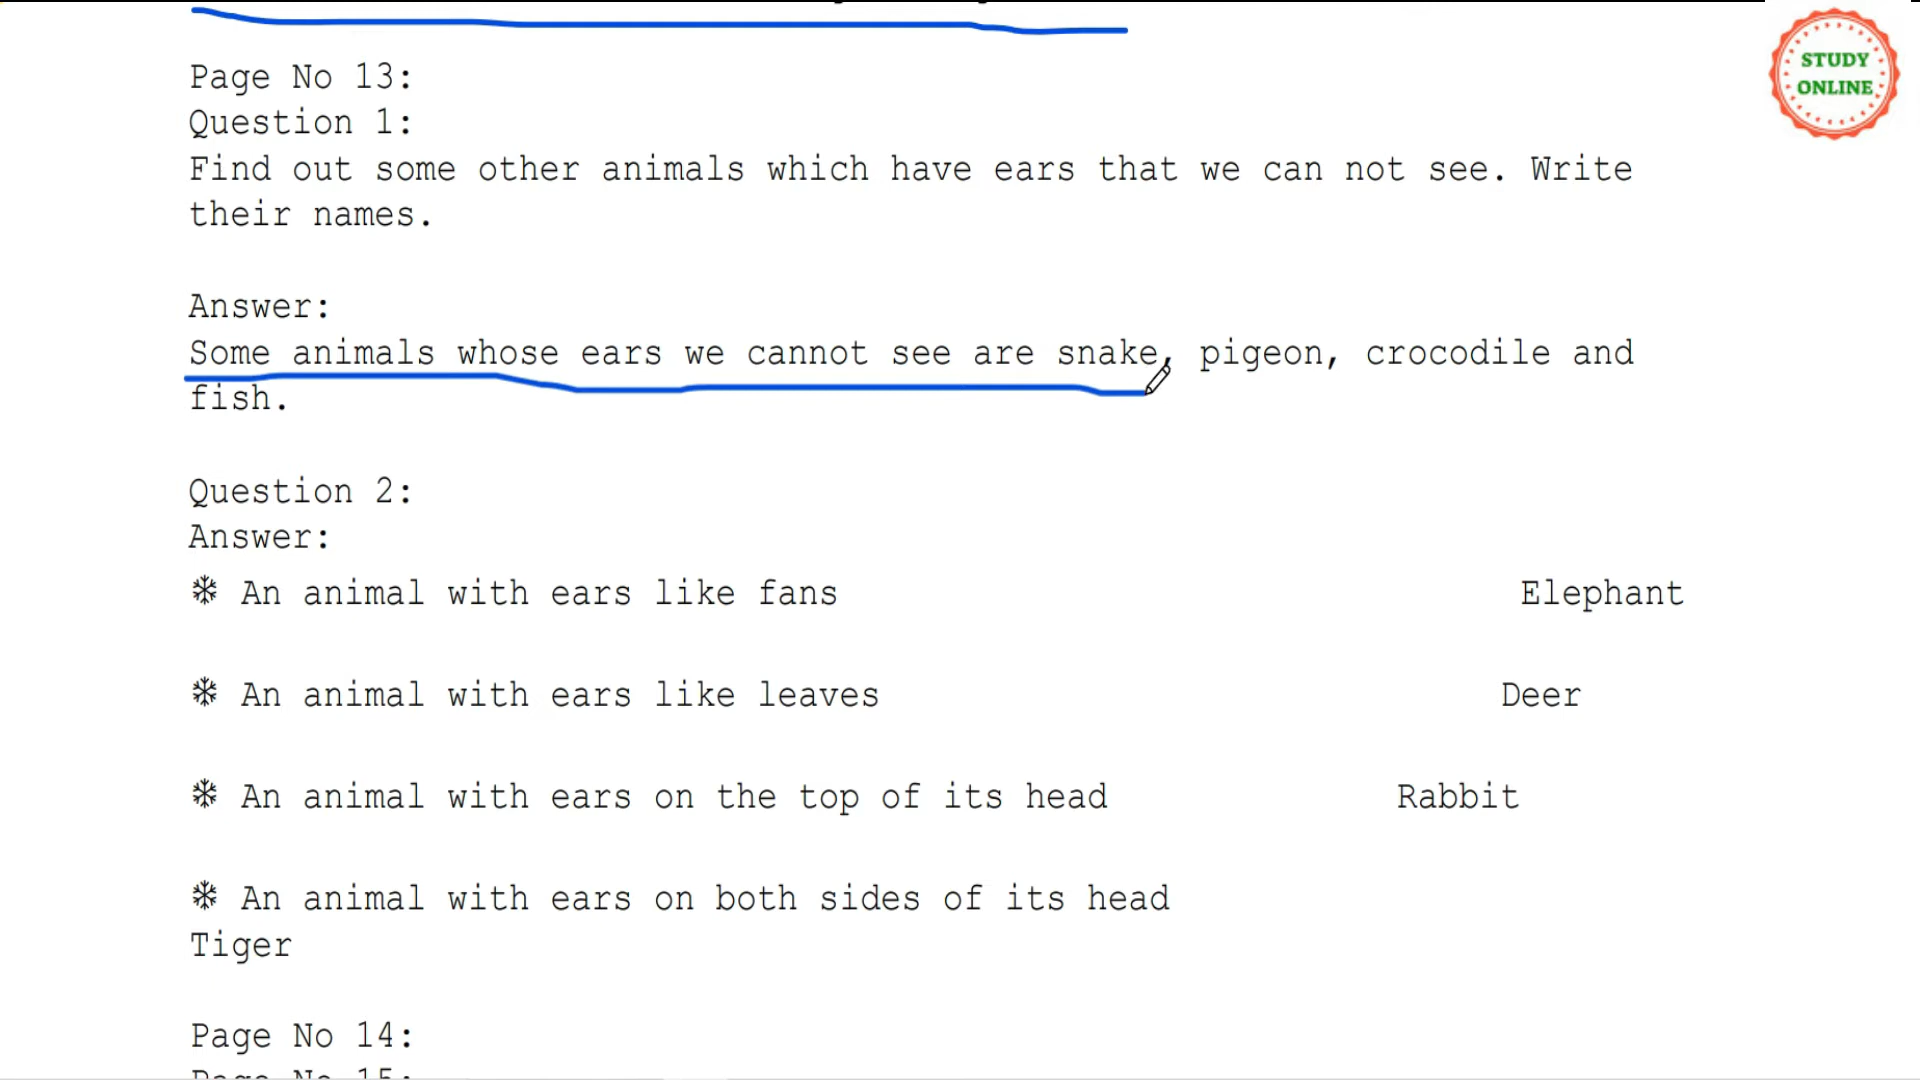 STUDY
ONLINE
Page No 13:
Question 1:
Find out some other animals which have ears that we can not see. Write
their names.
Answer:
Some animals whose ears we cannot see are snake, pigeon, crocodile and
fish.
Question 2:
Answer:
❄ An animal with ears like fans Elephant
❄ An animal with ears like leaves Deer
❄ An animal with ears on the top of its head Rabbit
❄ An animal with ears on both sides of its head
Tiger
Page No 14:
Page No 15: